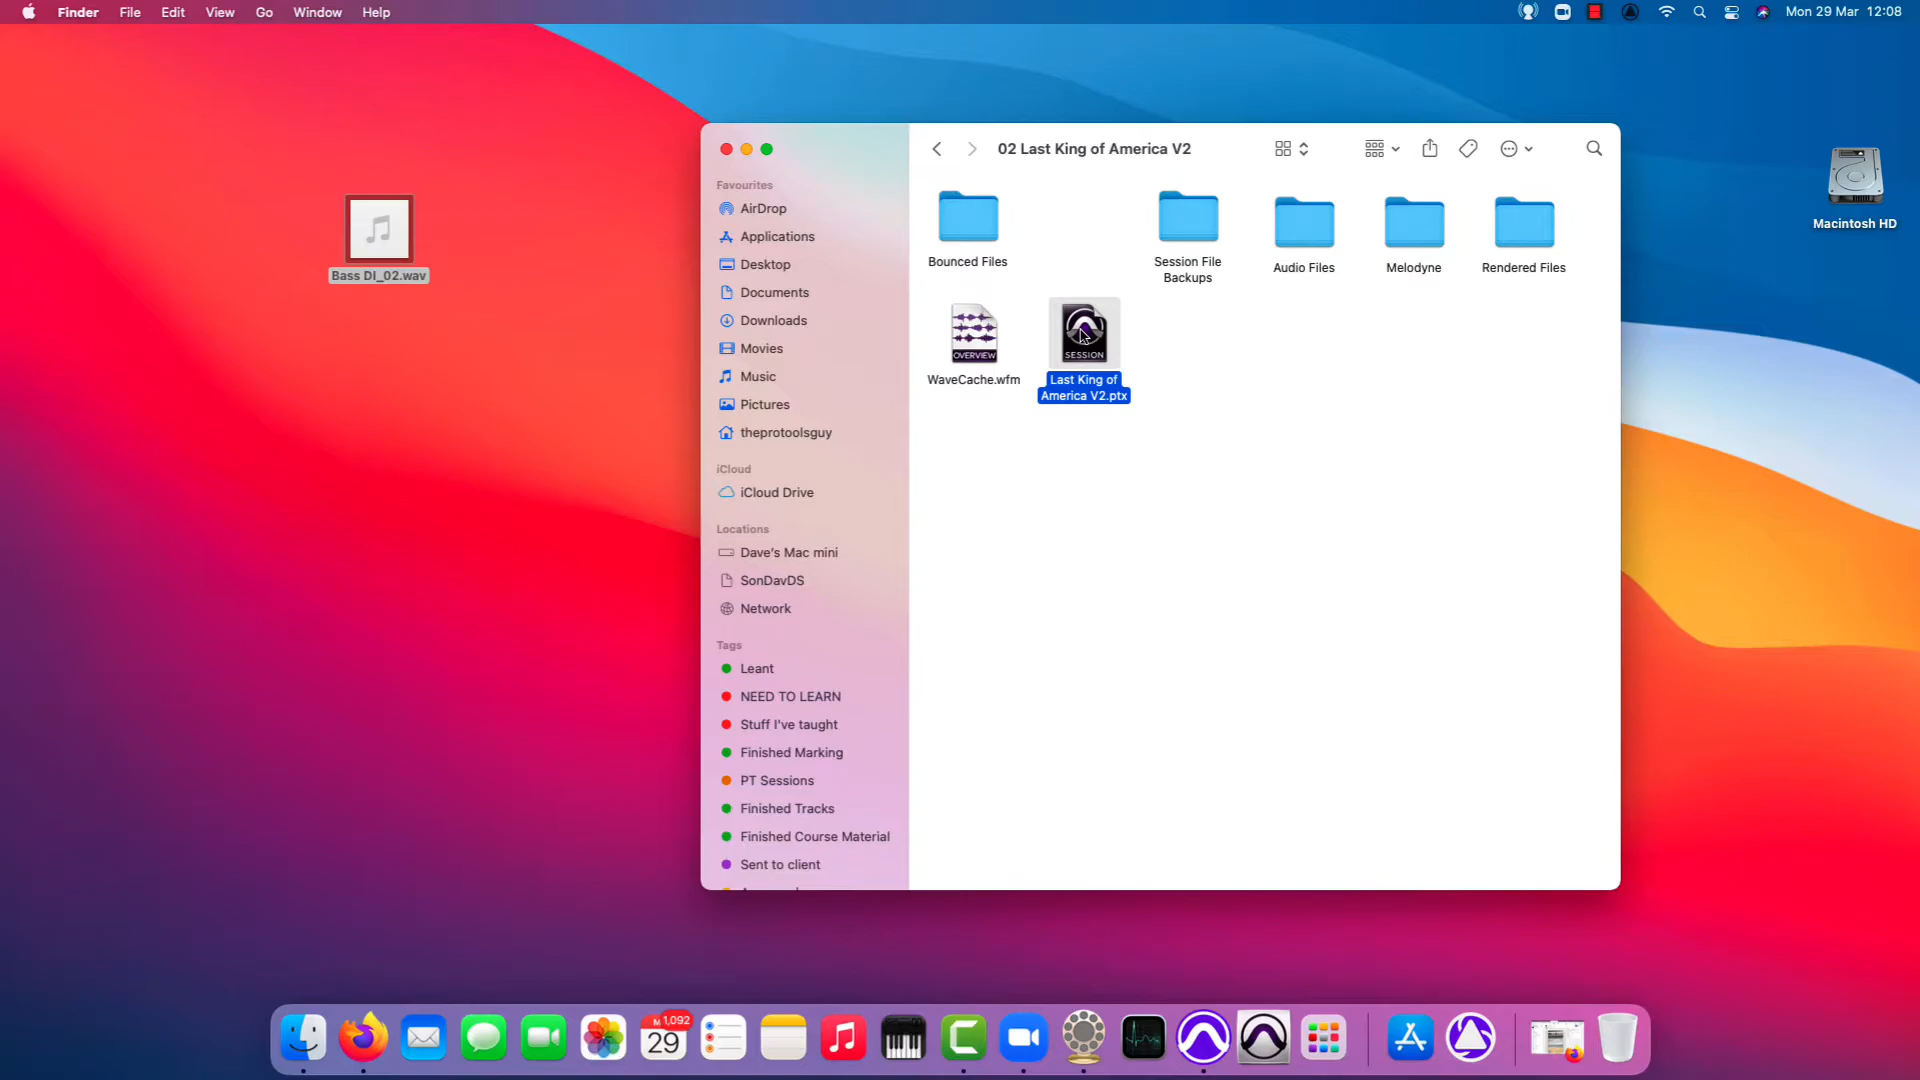 Finder File Edit View Go Window Help
Mon 29 Mar 12:08
02 Last King of America V2
Macintosh HD
Bass DI_02.wav
Favourites
AirDrop
Applications
Desktop
Documents
Downloads
Movies
Music
Pictures
theprotoolsguy
iCloud
iCloud Drive
Locations
Dave's Mac mini
SonDavDS
Network
Tags
Leant
NEED TO LEARN
Stuff I've taught
Finished Marking
PT Sessions
Finished Tracks
Finished Course Material
Sent to client
Bounced Files
Session File
Backups
Audio Files
Melodyne
Rendered Files
OVERVIEW
WaveCache.wfm
SESSION
Last King of
America V2.ptx
1,092
29